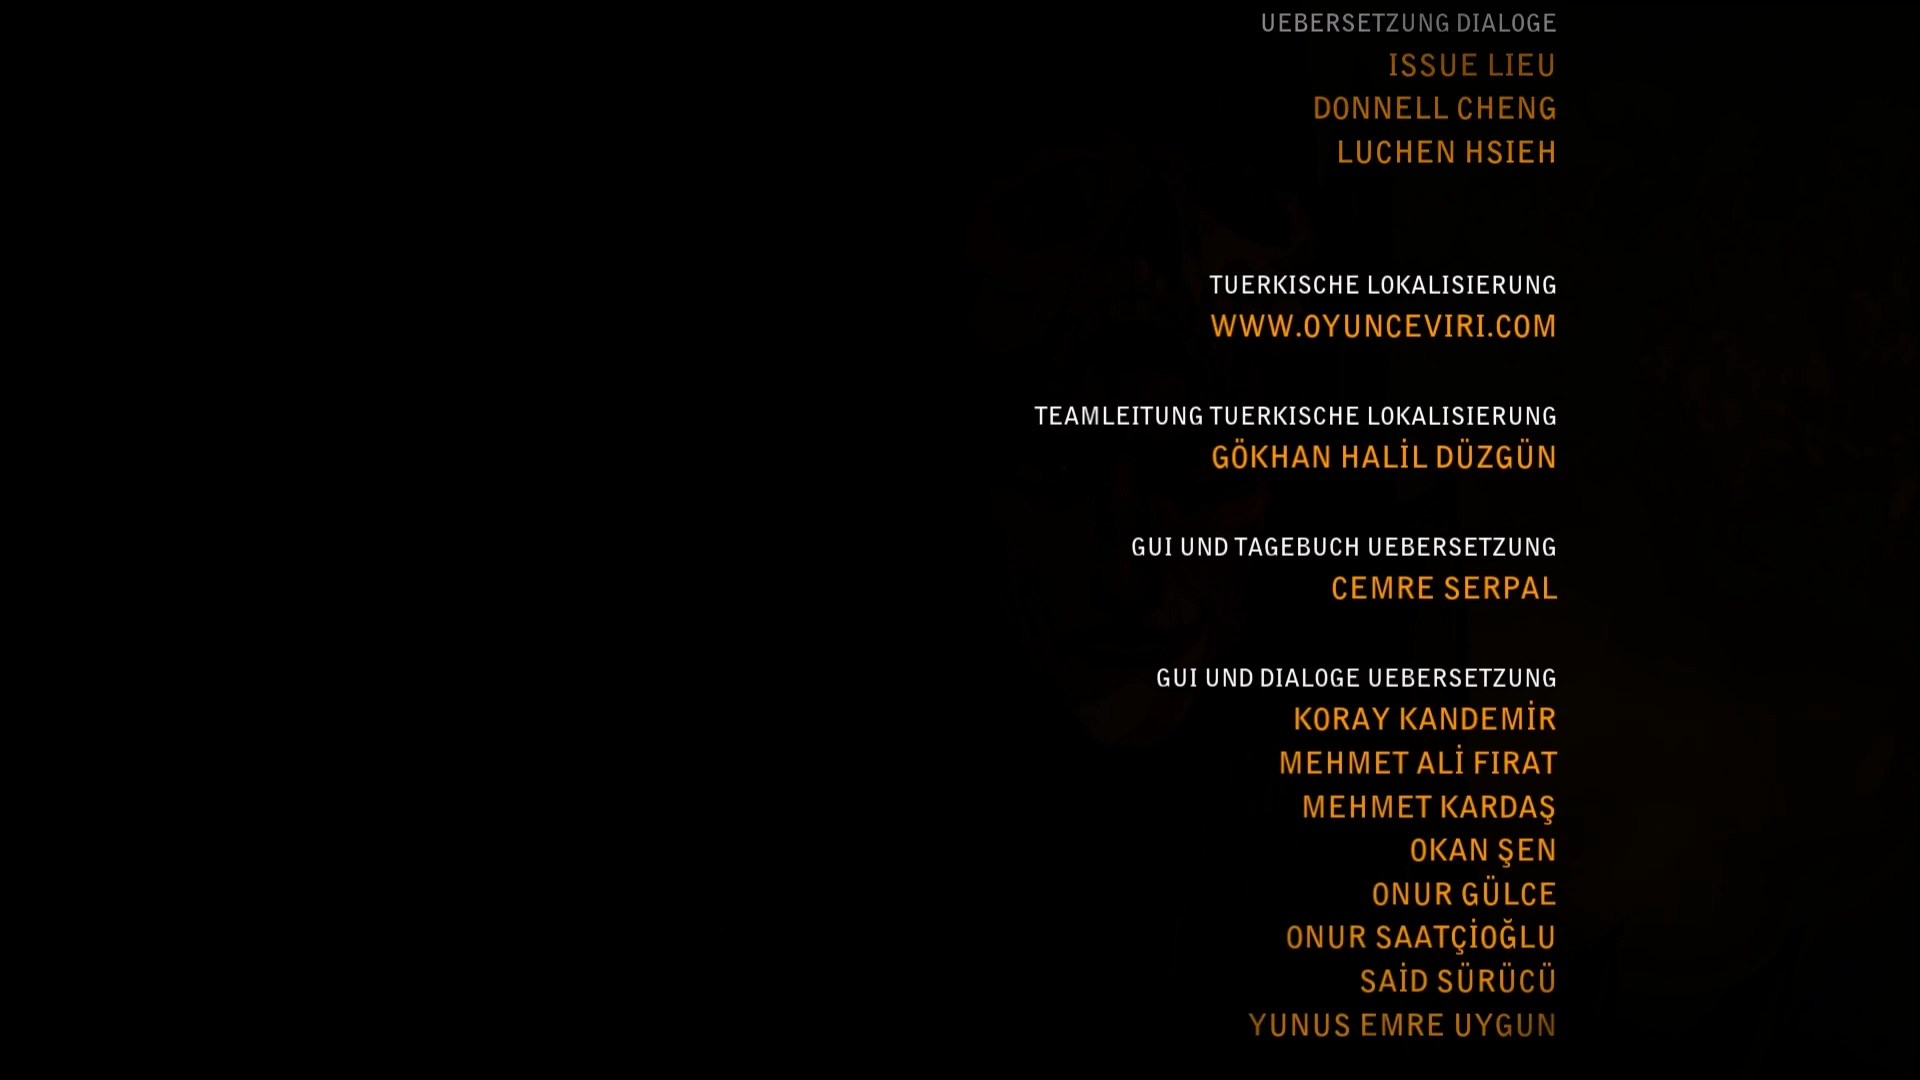 UEBERSETZUNG DIALOGE
ISSUE LIEU
DONNELL CHENG
LUCHEN HSIEH
TUERKISCHE LOKALISIERUNG
WWW.OYUNCEVIRI.COM
TEAMLEITUNG TUERKISCHE LOKALISIERUNG
GÖKHAN HALİL DÜZGÜN
GUI UND TAGEBUCH UEBERSETZUNG
CEMRE SERPAL
GUI UND DIALOGE UEBERSETZUNG
KORAY KANDEMİR
MEHMET ALİ FIRAT
MEHMET KARDAŞ
OKAN ŞEN
ONUR GÜLCE
ONUR SAATÇİOĞLU
SAİD SÜRÜCÜ
YUNUS EMRE UYGUN